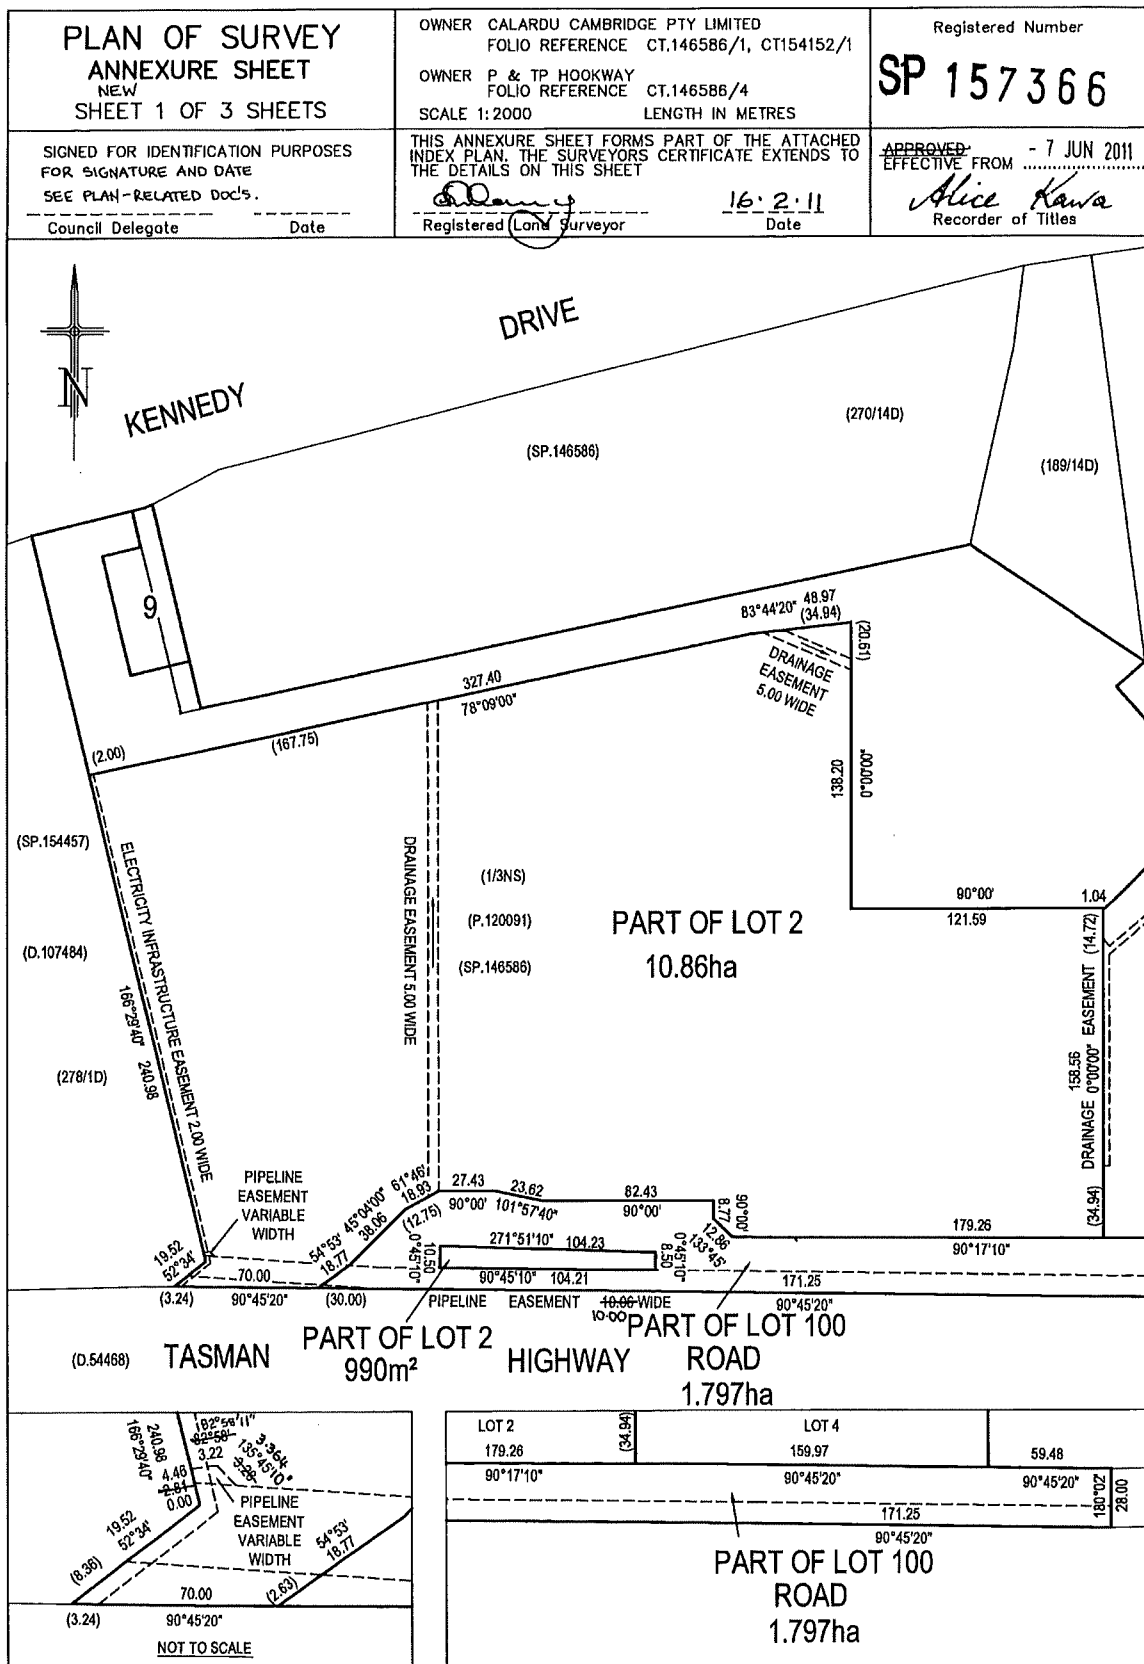 PLAN OF SURVEY
ANNEXURE SHEET
NEW
SHEET 1 OF 3 SHEETS
OWNER CALARDU CAMBRIDGE PTY LIMITED
FOLIO REFERENCE CT.146586/1, CT154152/1
OWNER P & TP HOOKWAY
FOLIO REFERENCE CT.146586/4
SCALE 1:2000 LENGTH IN METRES
Registered Number
SP 157366
SIGNED FOR IDENTIFICATION PURPOSES
FOR SIGNATURE AND DATE
SEE PLAN-RELATED DOC'S.
Council Delegate Date
THIS ANNEXURE SHEET FORMS PART OF THE ATTACHED
INDEX PLAN. THE SURVEYORS CERTIFICATE EXTENDS TO
THE DETAILS ON THIS SHEET
16.2.11
Registered Land Surveyor Date
APPROVED
EFFECTIVE FROM - 7 JUN 2011
Alice Kawa
Recorder of Titles
N
KENNEDY DRIVE
(SP.146586)
(270/14D)
(189/14D)
9
83°44'20" 48.97
(34.94)
(20.61)
DRAINAGE
EASEMENT
5.00 WIDE
327.40
78°09'00"
(2.00)
(167.75)
138.20
0°00'00"
(SP.154457)
ELECTRICITY INFRASTRUCTURE EASEMENT 2.00 WIDE
DRAINAGE EASEMENT 5.00 WIDE
(1/3NS)
(P.120091)
(SP.146586)
PART OF LOT 2
10.86ha
90°00'
121.59
1.04
(14.72)
(D.107484)
166°29'40" 240.98
(278/1D)
DRAINAGE EASEMENT
158.56
0°00'00"
(34.94)
PIPELINE
EASEMENT
VARIABLE
WIDTH
19.52
52°34'
54°53'
18.77
45°04'00"
38.06
61°46'
18.93
(12.75)
27.43
90°00'
23.62
101°57'40"
82.43
90°00'
8.77
90°00'
12.86
133°45'
179.26
90°17'10"
0°45'10"
10.50
271°51'10" 104.23
90°45'10" 104.21
8.50
0°45'10"
171.25
90°45'20"
70.00
(3.24)
90°45'20"
(30.00)
PIPELINE EASEMENT 10.06 WIDE
10.00
PART OF LOT 2
990m²
PART OF LOT 100
ROAD
1.797ha
(D.54468)
TASMAN HIGHWAY
240.98
166°29'40"
182°58'11"
82°58'
3.22
3.364
135°45'10"
4.46
2.81
0.00
19.52
52°34'
(8.36)
PIPELINE
EASEMENT
VARIABLE
WIDTH
54°53'
18.77
(2.63)
70.00
(3.24)
90°45'20"
NOT TO SCALE
LOT 2
179.26
90°17'10"
(34.94)
LOT 4
159.97
90°45'20"
59.48
90°45'20"
180°02'
28.00
171.25
90°45'20"
PART OF LOT 100
ROAD
1.797ha